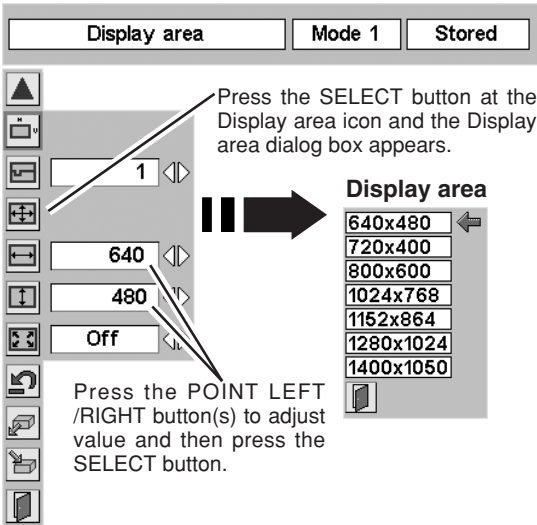 Display area Mode 1 Stored
Press the SELECT button at the
Display area icon and the Display
area dialog box appears.
H
V
1
Display area
640x480
720x400
800x600
1024x768
1152x864
1280x1024
1400x1050
640
480
Off
Press the POINT LEFT
/RIGHT button(s) to adjust
value and then press the
SELECT button.